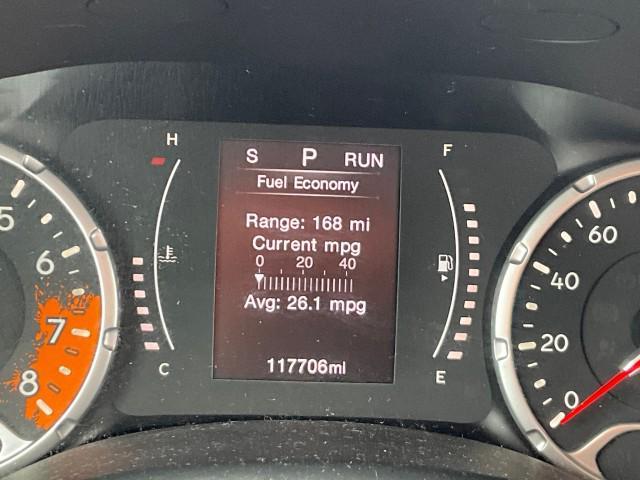 H
F
S P RUN
Fuel Economy
Range: 168 mi
Current mpg
0 20 40
Avg: 26.1 mpg
117706mi
C
E
5
6
7
8
60
40
20
0